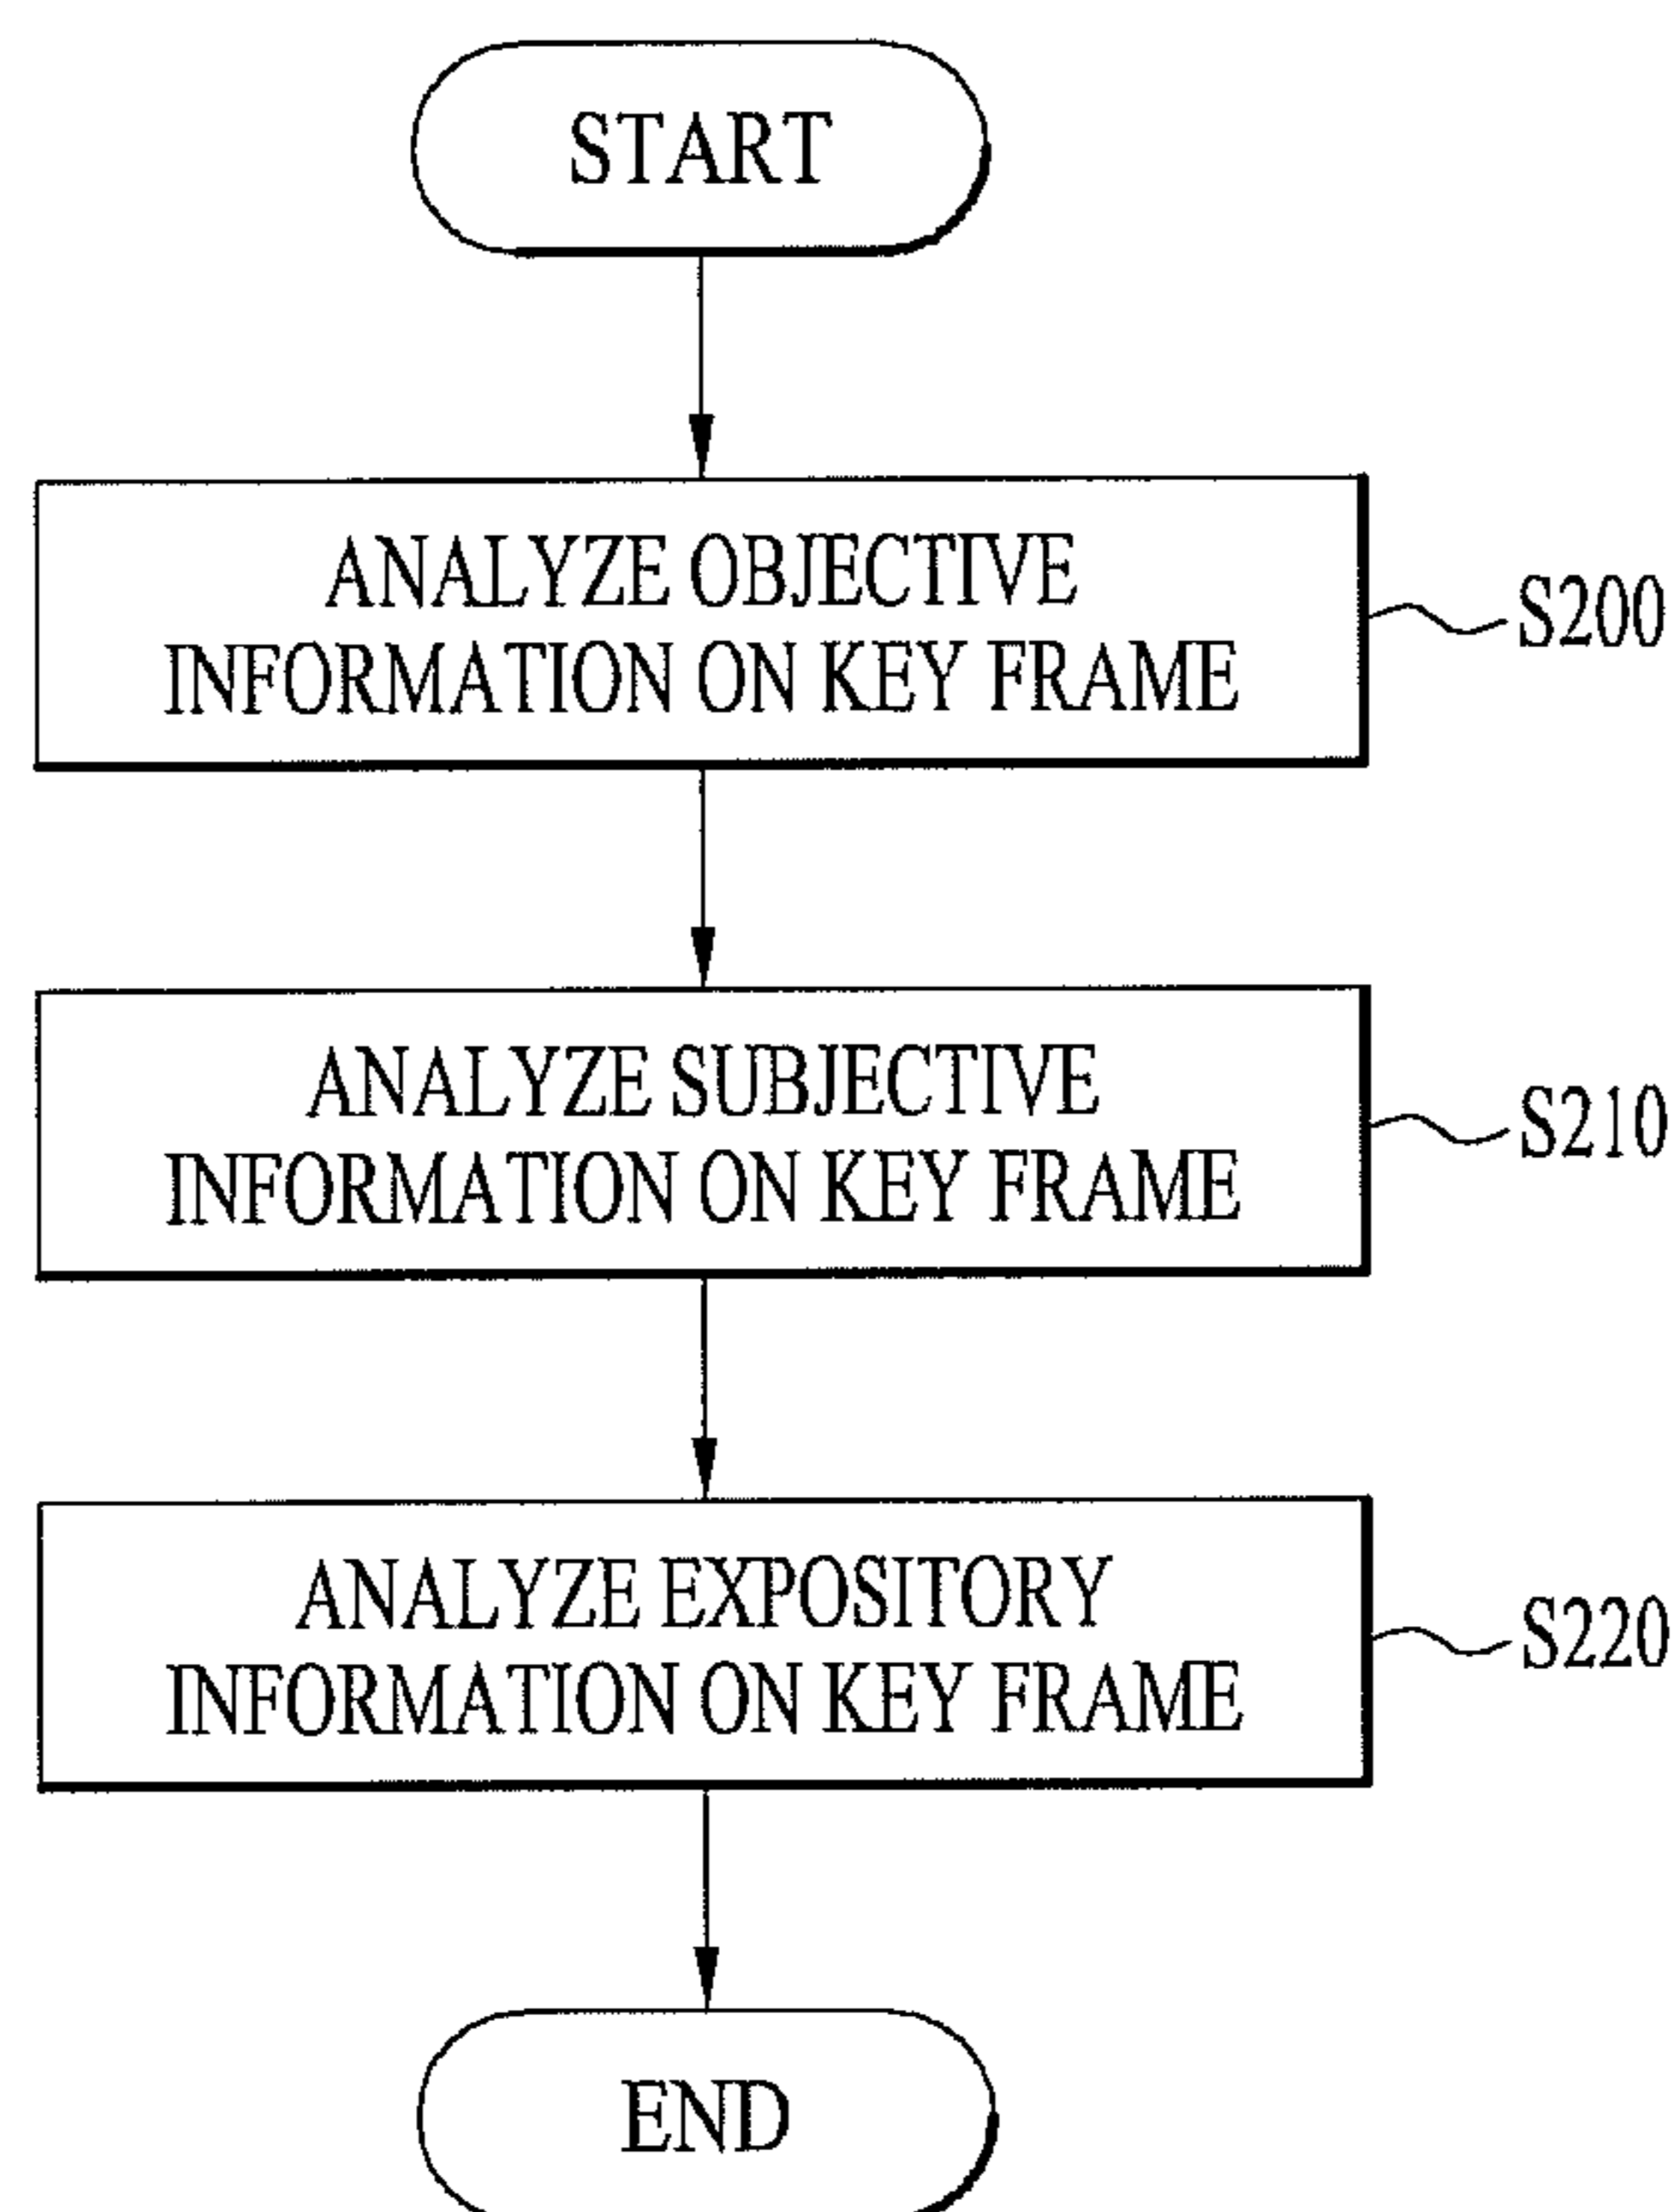 START
ANALYZE OBJECTIVE
INFORMATION ON KEY FRAME
S200
ANALYZE SUBJECTIVE
INFORMATION ON KEY FRAME
S210
ANALYZE EXPOSITORY
INFORMATION ON KEY FRAME
S220
END